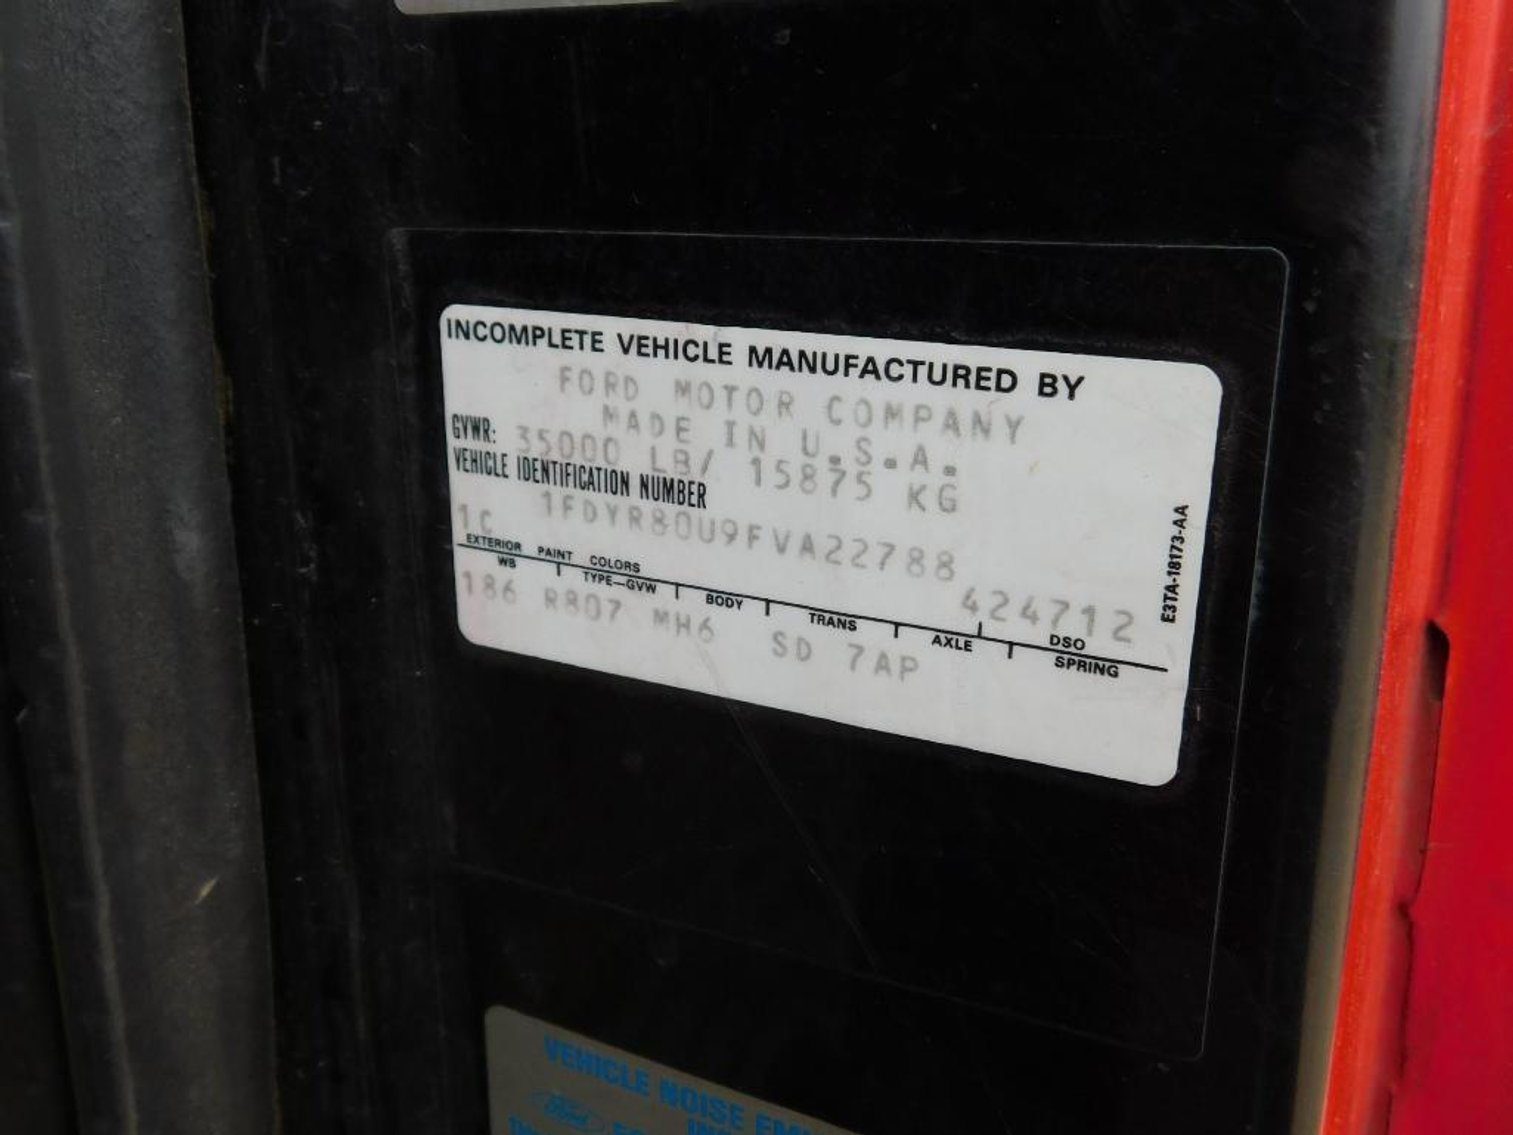 INCOMPLETE VEHICLE MANUFACTURED BY
FORD MOTOR COMPANY
MADE IN U.S.A.
GVWR: 35000 LB/ 15875 KG
VEHICLE IDENTIFICATION NUMBER
1FDYR80U9FVA22788
1C 424712
EXTERIOR PAINT COLORS DSO
WB TYPE-GVW BODY TRANS AXLE SPRING
186 R807 MH6 SD 7AP
E3TA-18173-AA
VEHICLE NOISE
Ford